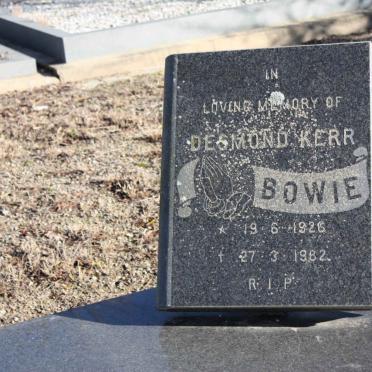 IN
LOVING MEMORY OF
DESMOND KERR
BOWIE
* 19·6·1926
† 27·3·1982
R I P